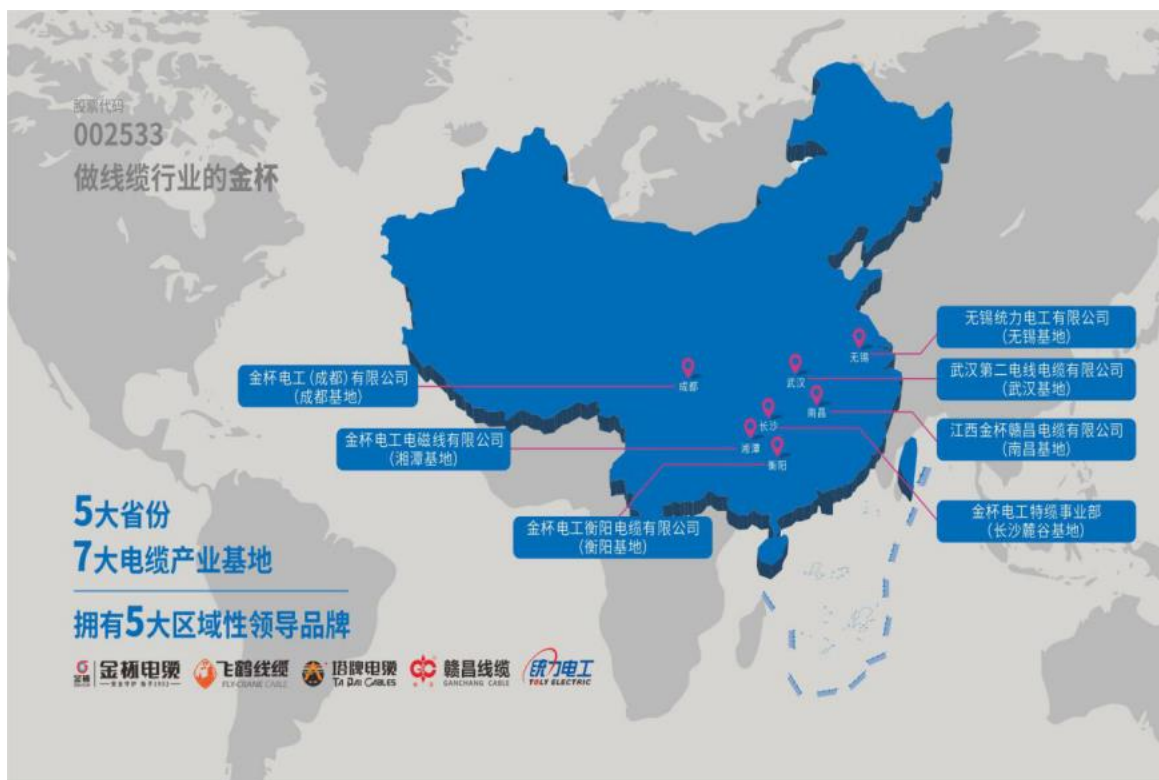 股票代码
002533
做线缆行业的金杯
无锡统力电工有限公司
(无锡基地)
金杯电工(成都)有限公司
(成都基地)
武汉第二电线电缆有限公司
(武汉基地)
金杯电工电磁线有限公司
(湘潭基地)
江西金杯赣昌电缆有限公司
(南昌基地)
金杯电工衡阳电缆有限公司
(衡阳基地)
金杯电工特缆事业部
(长沙麓谷基地)
无锡
成都
武汉
南昌
长沙
湘潭
衡阳
5大省份
7大电缆产业基地
拥有5大区域性领导品牌
金杯
金杯电缆
飞鹤线缆
FLY-CRANE CABLE
塔牌电缆
TA PAI CABLES
赣昌线缆
GANCHANG CABLE
统力电工
TOLY ELECTRIC